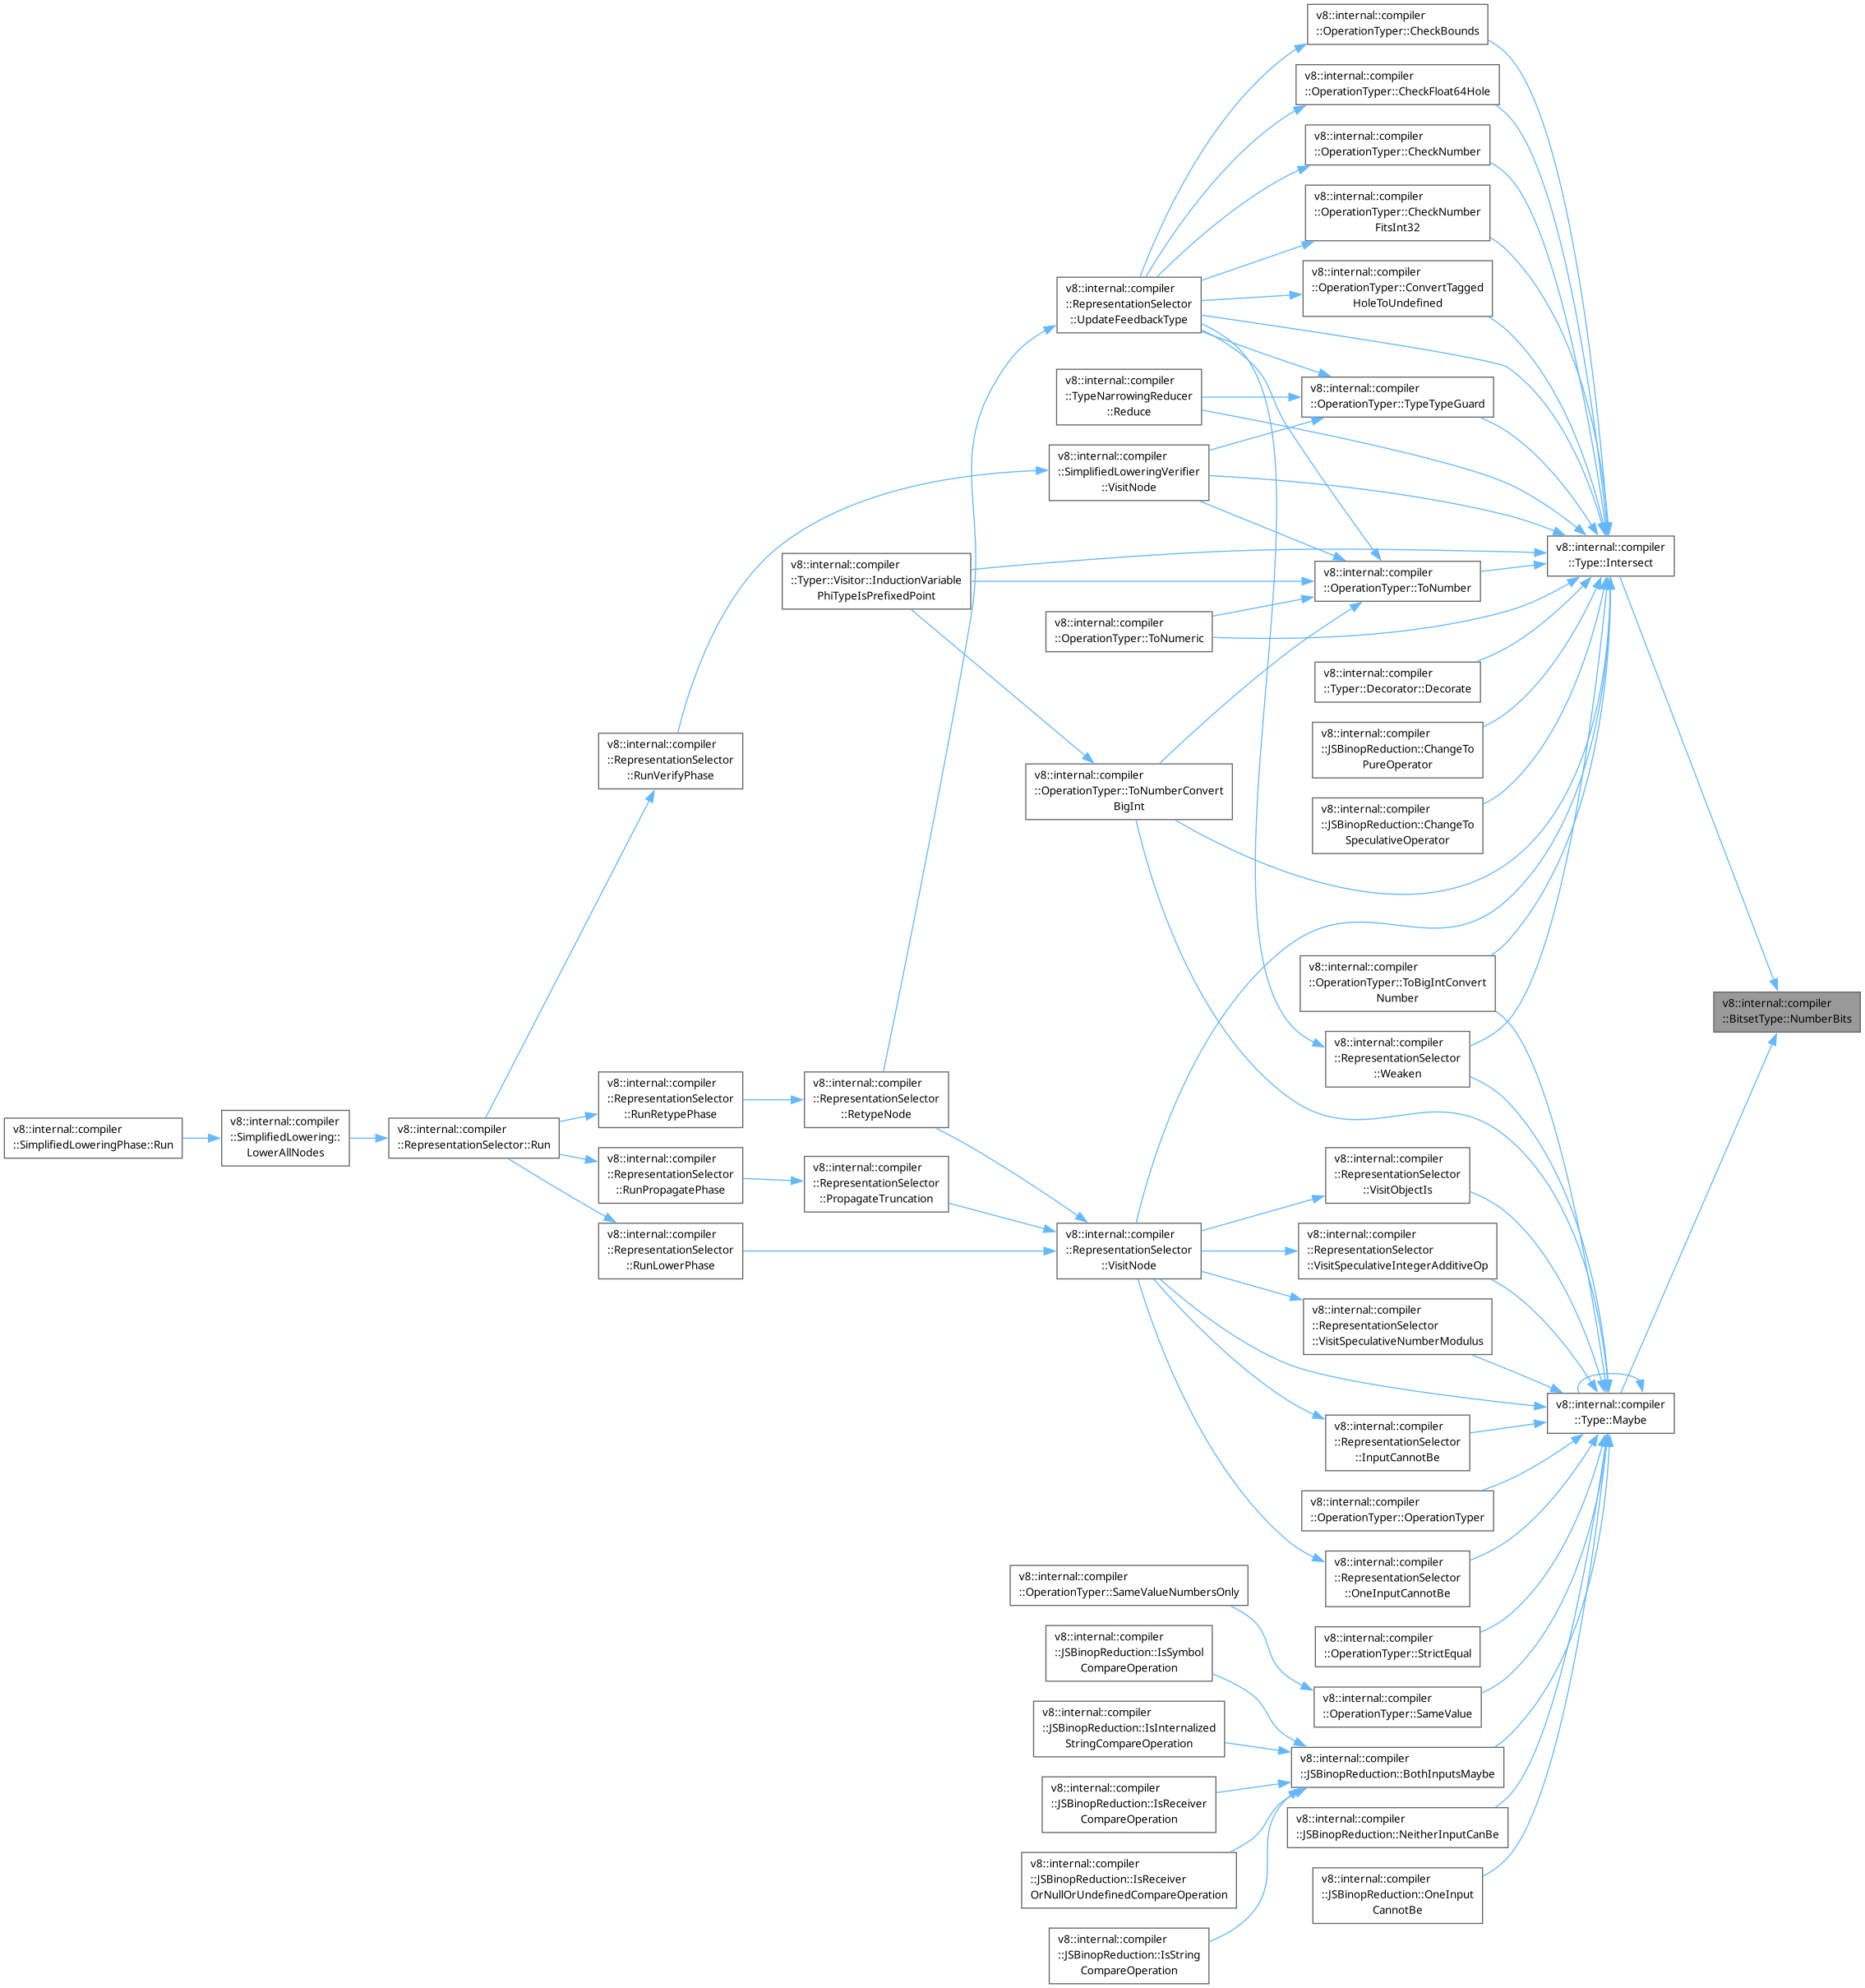 v8::internal::compiler
::OperationTyper::CheckBounds
v8::internal::compiler
::OperationTyper::CheckFloat64Hole
v8::internal::compiler
::OperationTyper::CheckNumber
v8::internal::compiler
::OperationTyper::CheckNumber
FitsInt32
v8::internal::compiler
::OperationTyper::ConvertTagged
HoleToUndefined
v8::internal::compiler
::RepresentationSelector
::UpdateFeedbackType
v8::internal::compiler
::TypeNarrowingReducer
::Reduce
v8::internal::compiler
::OperationTyper::TypeTypeGuard
v8::internal::compiler
::SimplifiedLoweringVerifier
::VisitNode
v8::internal::compiler
::Type::Intersect
v8::internal::compiler
::Typer::Visitor::InductionVariable
PhiTypeIsPrefixedPoint
v8::internal::compiler
::OperationTyper::ToNumber
v8::internal::compiler
::OperationTyper::ToNumeric
v8::internal::compiler
::Typer::Decorator::Decorate
v8::internal::compiler
::JSBinopReduction::ChangeTo
PureOperator
v8::internal::compiler
::RepresentationSelector
::RunVerifyPhase
v8::internal::compiler
::OperationTyper::ToNumberConvert
BigInt
v8::internal::compiler
::JSBinopReduction::ChangeTo
SpeculativeOperator
v8::internal::compiler
::OperationTyper::ToBigIntConvert
Number
v8::internal::compiler
::BitsetType::NumberBits
v8::internal::compiler
::RepresentationSelector
::Weaken
v8::internal::compiler
::SimplifiedLoweringPhase::Run
v8::internal::compiler
::SimplifiedLowering::
LowerAllNodes
v8::internal::compiler
::RepresentationSelector::Run
v8::internal::compiler
::RepresentationSelector
::RunRetypePhase
v8::internal::compiler
::RepresentationSelector
::RetypeNode
v8::internal::compiler
::RepresentationSelector
::RunPropagatePhase
v8::internal::compiler
::RepresentationSelector
::PropagateTruncation
v8::internal::compiler
::RepresentationSelector
::VisitObjectIs
v8::internal::compiler
::RepresentationSelector
::RunLowerPhase
v8::internal::compiler
::RepresentationSelector
::VisitNode
v8::internal::compiler
::RepresentationSelector
::VisitSpeculativeIntegerAdditiveOp
v8::internal::compiler
::RepresentationSelector
::VisitSpeculativeNumberModulus
v8::internal::compiler
::Type::Maybe
v8::internal::compiler
::RepresentationSelector
::InputCannotBe
v8::internal::compiler
::OperationTyper::OperationTyper
v8::internal::compiler
::RepresentationSelector
::OneInputCannotBe
v8::internal::compiler
::OperationTyper::SameValueNumbersOnly
v8::internal::compiler
::OperationTyper::StrictEqual
v8::internal::compiler
::JSBinopReduction::IsSymbol
CompareOperation
v8::internal::compiler
::OperationTyper::SameValue
v8::internal::compiler
::JSBinopReduction::IsInternalized
StringCompareOperation
v8::internal::compiler
::JSBinopReduction::BothInputsMaybe
v8::internal::compiler
::JSBinopReduction::IsReceiver
CompareOperation
v8::internal::compiler
::JSBinopReduction::NeitherInputCanBe
v8::internal::compiler
::JSBinopReduction::IsReceiver
OrNullOrUndefinedCompareOperation
v8::internal::compiler
::JSBinopReduction::OneInput
CannotBe
v8::internal::compiler
::JSBinopReduction::IsString
CompareOperation